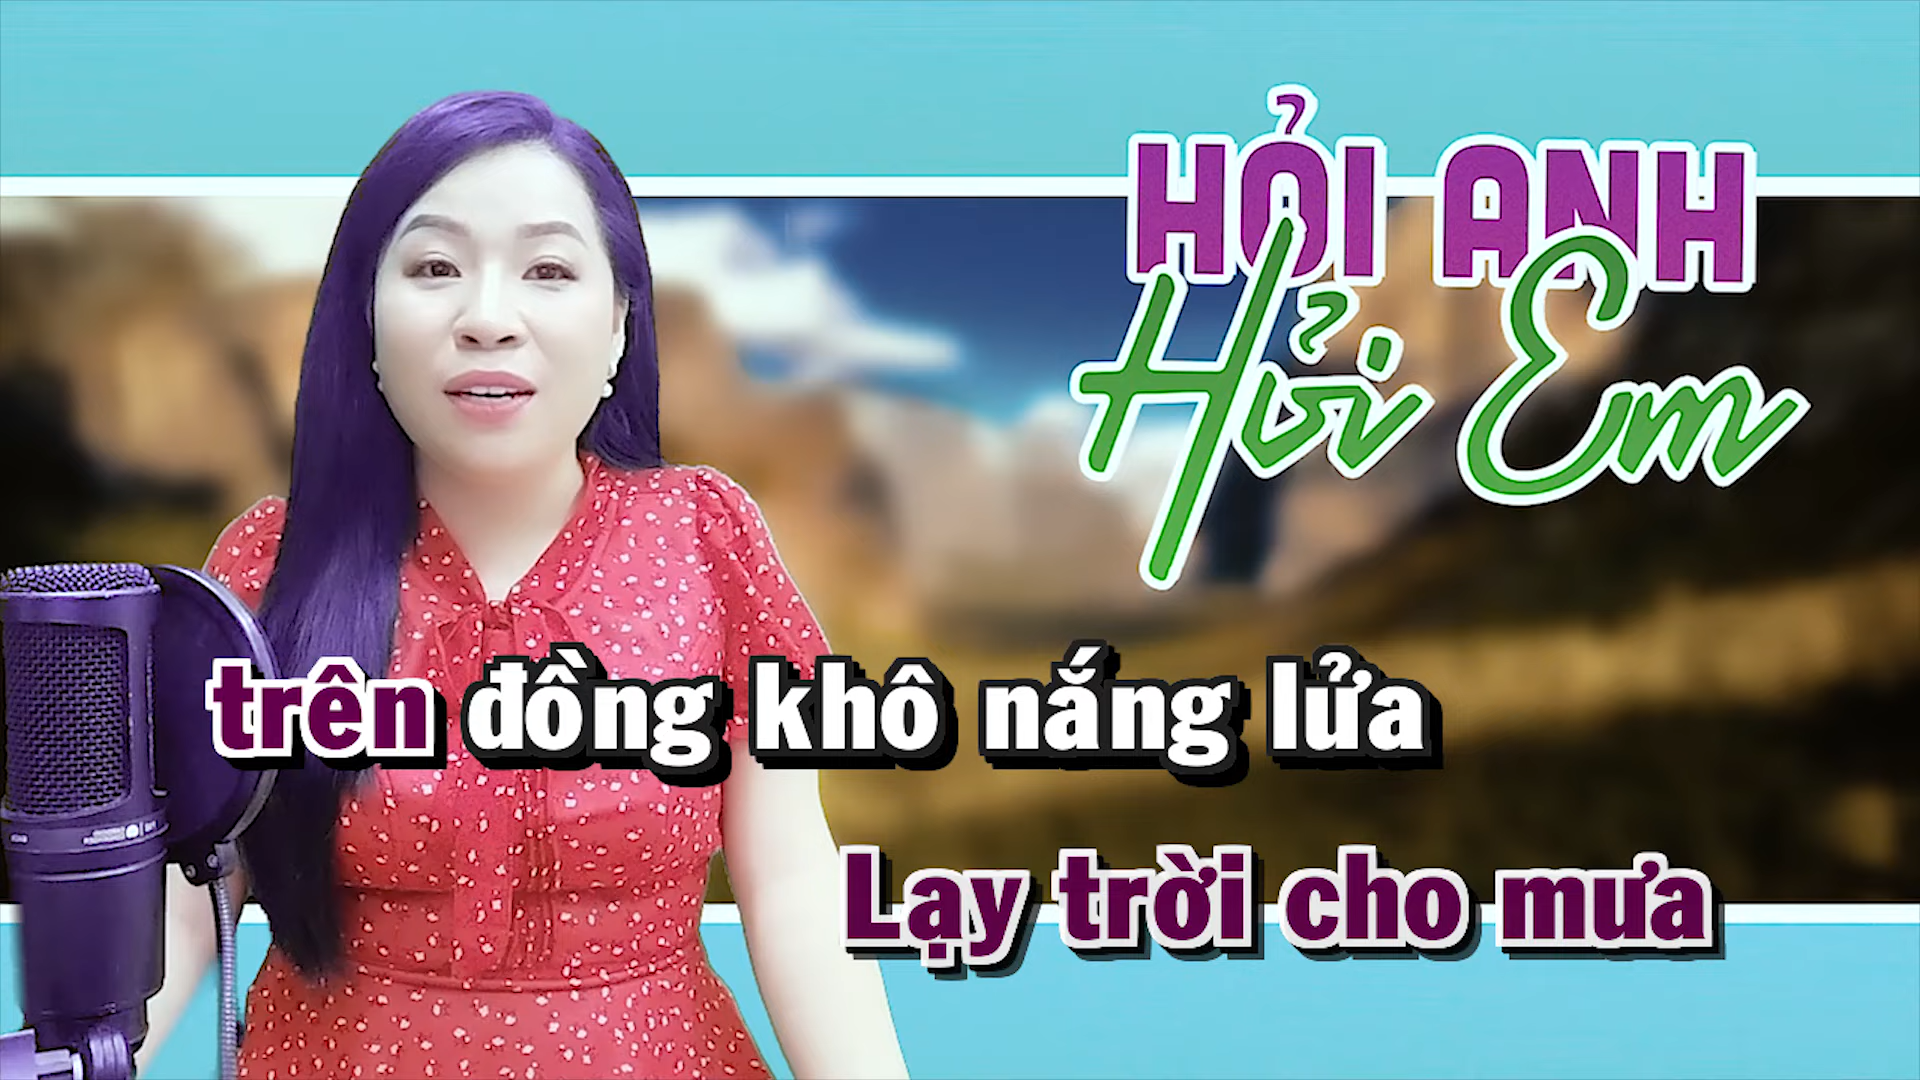 HỎI ANH
Hỏi Em
trên đồng khô nắng lửa
Lạy trời cho mưa